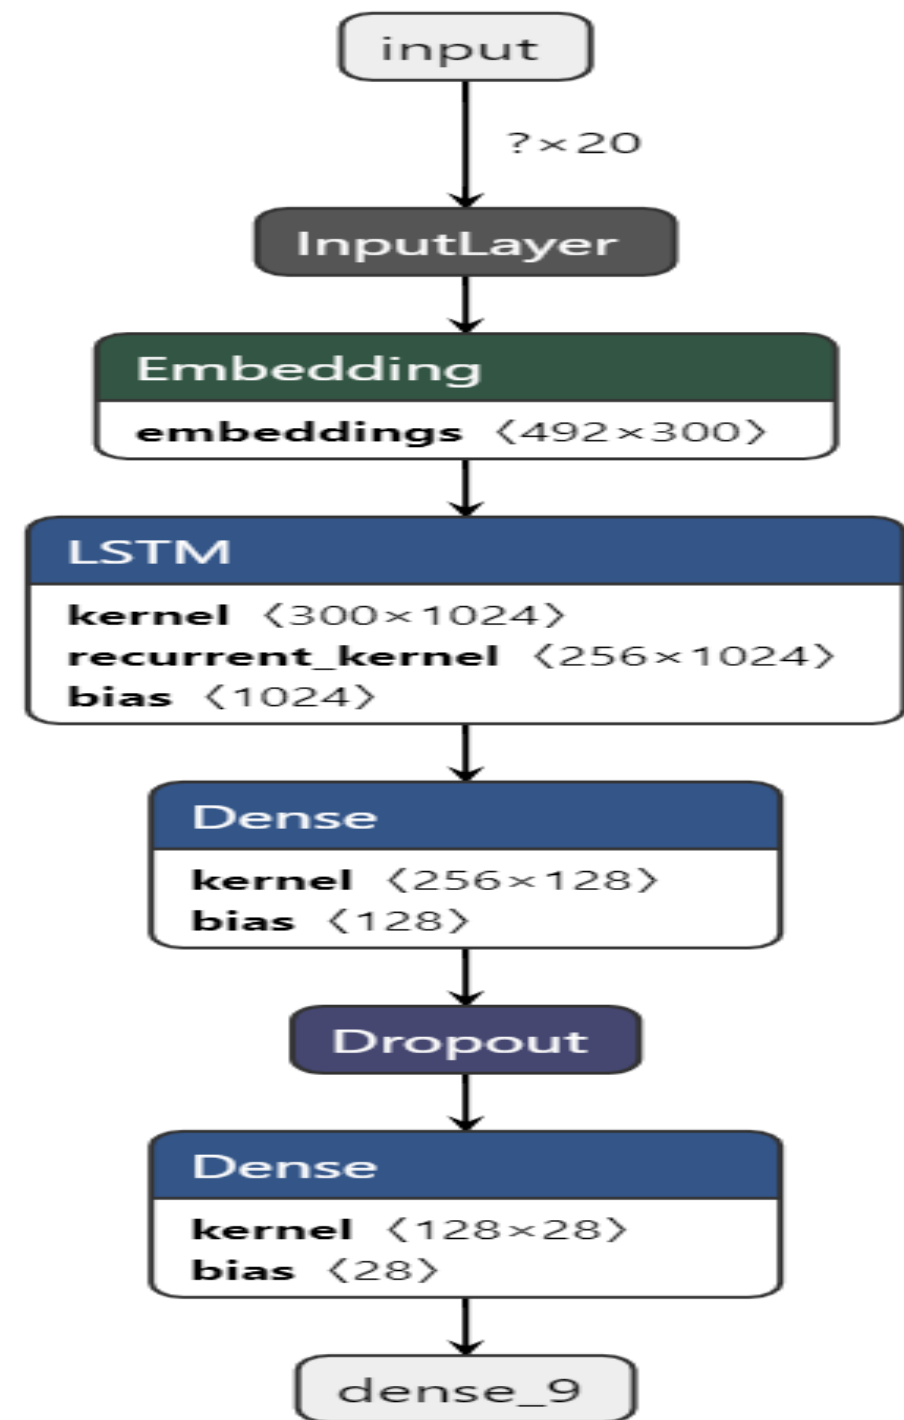 input
?×20
InputLayer
Embedding
embeddings 〈492×300〉
LSTM
kernel 〈300×1024〉
recurrent_kernel 〈256×1024〉
bias 〈1024〉
Dense
kernel 〈256×128〉
bias 〈128〉
Dropout
Dense
kernel 〈128×28〉
bias 〈28〉
dense_9